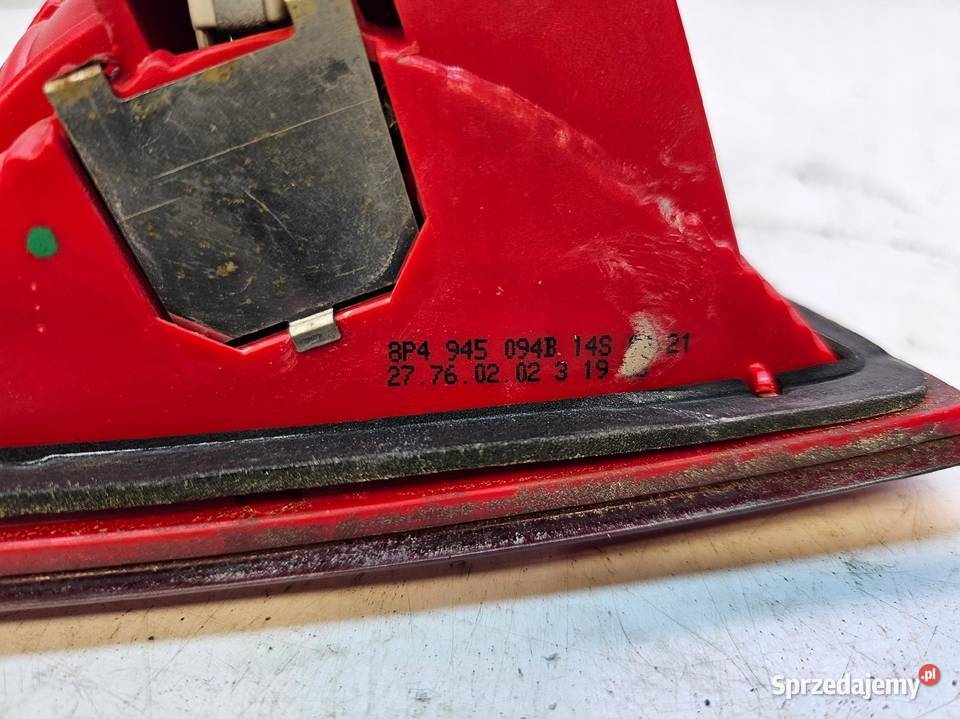 8P4 945 094B 14S 21
27.76.02.02 3 19
Sprzedajemy.pl